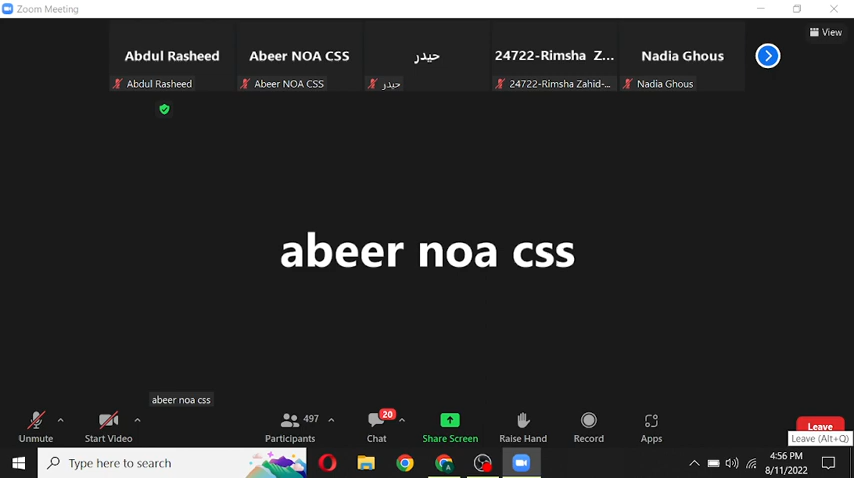 Zoom Meeting
View
Abdul Rasheed
Abeer NOA CSS
حيدر
24722-Rimsha Z...
Nadia Ghous
Abdul Rasheed
Abeer NOA CSS
حيدر
24722-Rimsha Zahid-...
Nadia Ghous
abeer noa css
abeer noa css
497
20
Unmute
Start Video
Participants
Chat
Share Screen
Raise Hand
Record
Apps
Leave
Leave (Alt+Q)
Type here to search
4:56 PM
8/11/2022